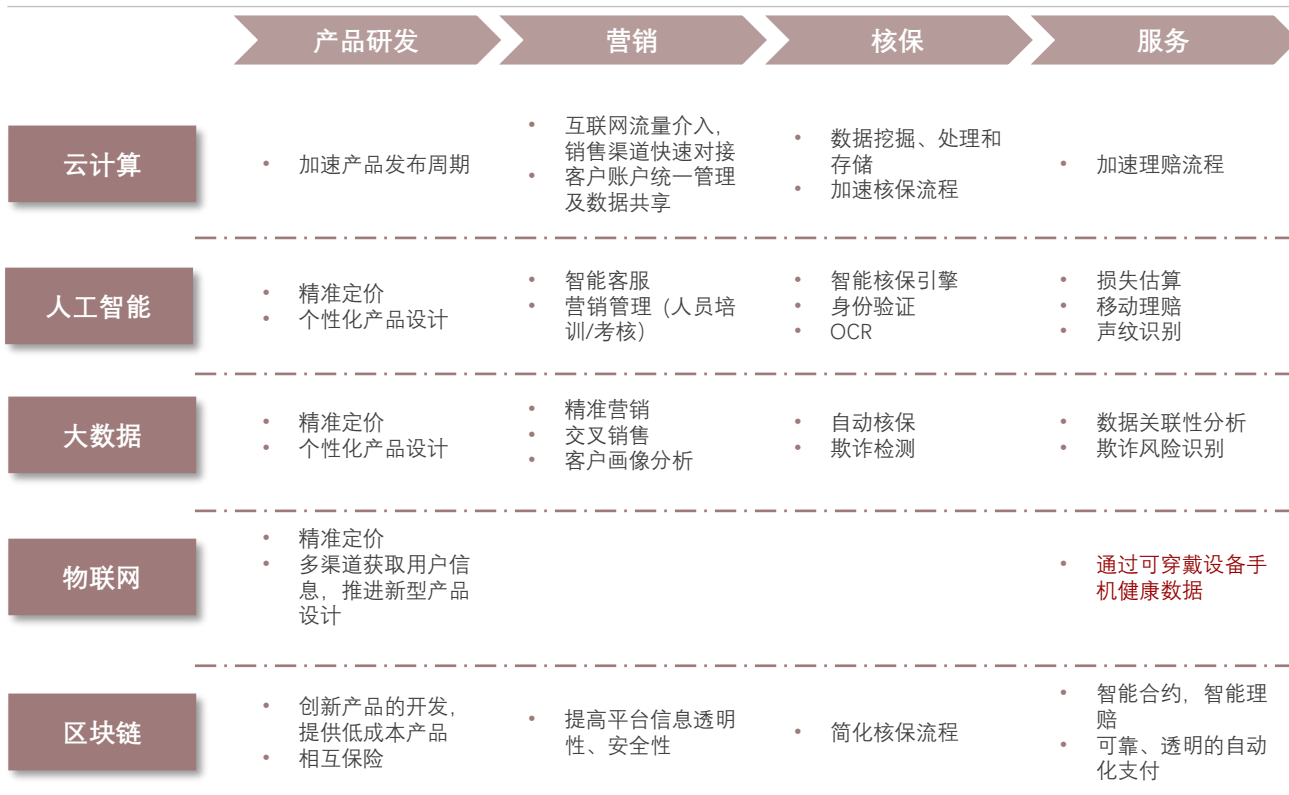 产品研发
营销
核保
服务
云计算
• 加速产品发布周期
• 互联网流量介入,
销售渠道快速对接
• 客户账户统一管理
及数据共享
• 数据挖掘、处理和
存储
• 加速核保流程
• 加速理赔流程
人工智能
• 精准定价
• 个性化产品设计
• 智能客服
• 营销管理 (人员培
训/考核)
• 智能核保引擎
• 身份验证
• OCR
• 损失估算
• 移动理赔
• 声纹识别
大数据
• 精准定价
• 个性化产品设计
• 精准营销
• 交叉销售
• 客户画像分析
• 自动核保
• 欺诈检测
• 数据关联性分析
• 欺诈风险识别
物联网
• 精准定价
• 多渠道获取用户信
息, 推进新型产品
设计
• 通过可穿戴设备手
机健康数据
区块链
• 创新产品的开发,
提供低成本产品
• 相互保险
• 提高平台信息透明
性、安全性
• 简化核保流程
• 智能合约, 智能理
赔
• 可靠、透明的自动
化支付